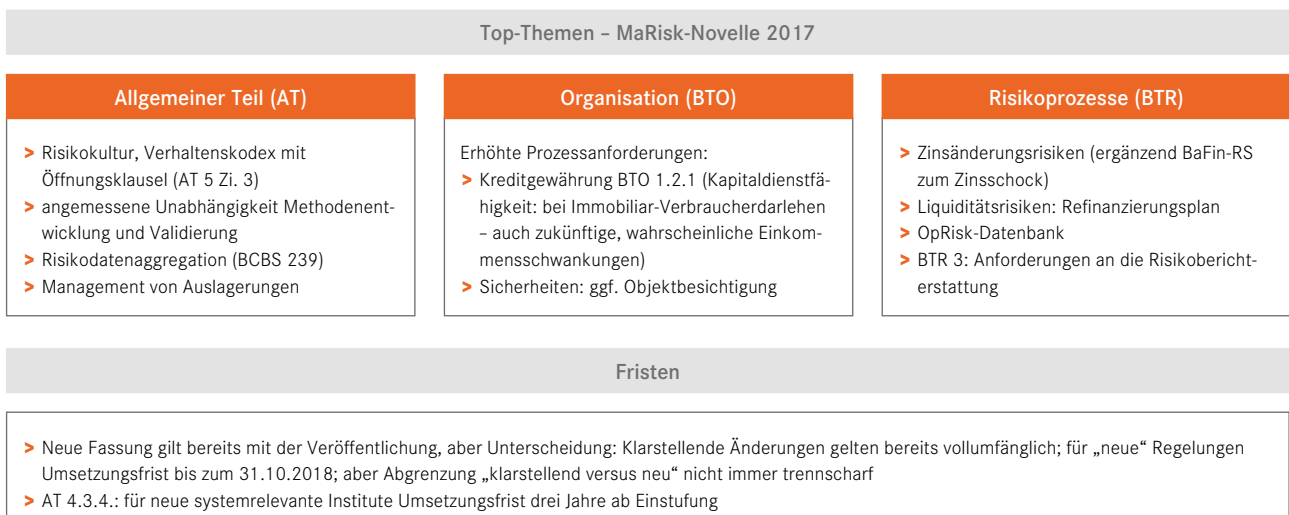 Top-Themen – MaRisk-Novelle 2017
Allgemeiner Teil (AT)
> Risikokultur, Verhaltenskodex mit
Öffnungsklausel (AT 5 Zi. 3)
> angemessene Unabhängigkeit Methodenent-
wicklung und Validierung
> Risikodatenaggregation (BCBS 239)
> Management von Auslagerungen
Organisation (BTO)
Erhöhte Prozessanforderungen:
> Kreditgewährung BTO 1.2.1 (Kapitaldienstfä-
higkeit: bei Immobiliar-Verbraucherdarlehen
– auch zukünftige, wahrscheinliche Einkom-
mensschwankungen)
> Sicherheiten: ggf. Objektbesichtigung
Risikoprozesse (BTR)
> Zinsänderungsrisiken (ergänzend BaFin-RS
zum Zinsschock)
> Liquiditätsrisiken: Refinanzierungsplan
> OpRisk-Datenbank
> BTR 3: Anforderungen an die Risikobericht-
erstattung
Fristen
> Neue Fassung gilt bereits mit der Veröffentlichung, aber Unterscheidung: Klarstellende Änderungen gelten bereits vollumfänglich; für „neue“ Regelungen
Umsetzungsfrist bis zum 31.10.2018; aber Abgrenzung „klarstellend versus neu“ nicht immer trennscharf
> AT 4.3.4.: für neue systemrelevante Institute Umsetzungsfrist drei Jahre ab Einstufung